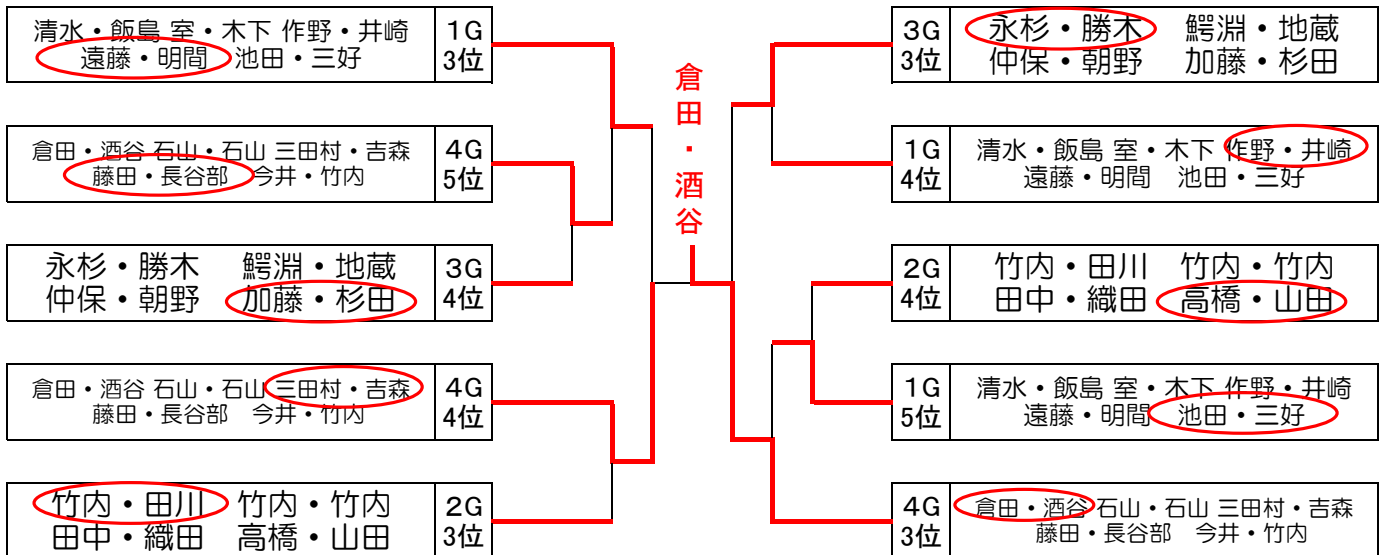 清水・飯島 室・木下 作野・井崎
遠藤・明間 池田・三好
1G
3位
倉田・酒谷 石山・石山 三田村・吉森
藤田・長谷部 今井・竹内
4G
5位
永杉・勝木 鰐淵・地蔵
仲保・朝野 加藤・杉田
3G
4位
倉田・酒谷 石山・石山 三田村・吉森
藤田・長谷部 今井・竹内
4G
4位
竹内・田川 竹内・竹内
田中・織田 高橋・山田
2G
3位
倉田・酒谷
3G
3位
永杉・勝木 鰐淵・地蔵
仲保・朝野 加藤・杉田
1G
4位
清水・飯島 室・木下 作野・井崎
遠藤・明間 池田・三好
2G
4位
竹内・田川 竹内・竹内
田中・織田 高橋・山田
1G
5位
清水・飯島 室・木下 作野・井崎
遠藤・明間 池田・三好
4G
3位
倉田・酒谷 石山・石山 三田村・吉森
藤田・長谷部 今井・竹内